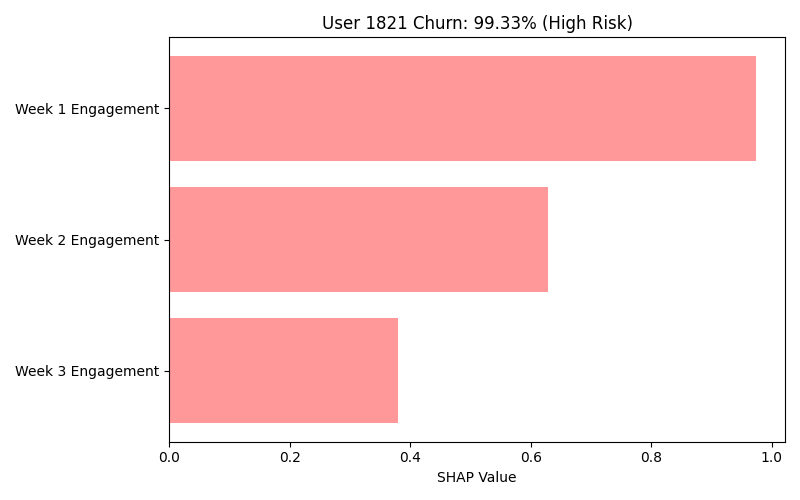 User 1821 Churn: 99.33% (High Risk)
Week 1 Engagement
Week 2 Engagement
Week 3 Engagement
0.0 0.2 0.4 0.6 0.8 1.0
SHAP Value